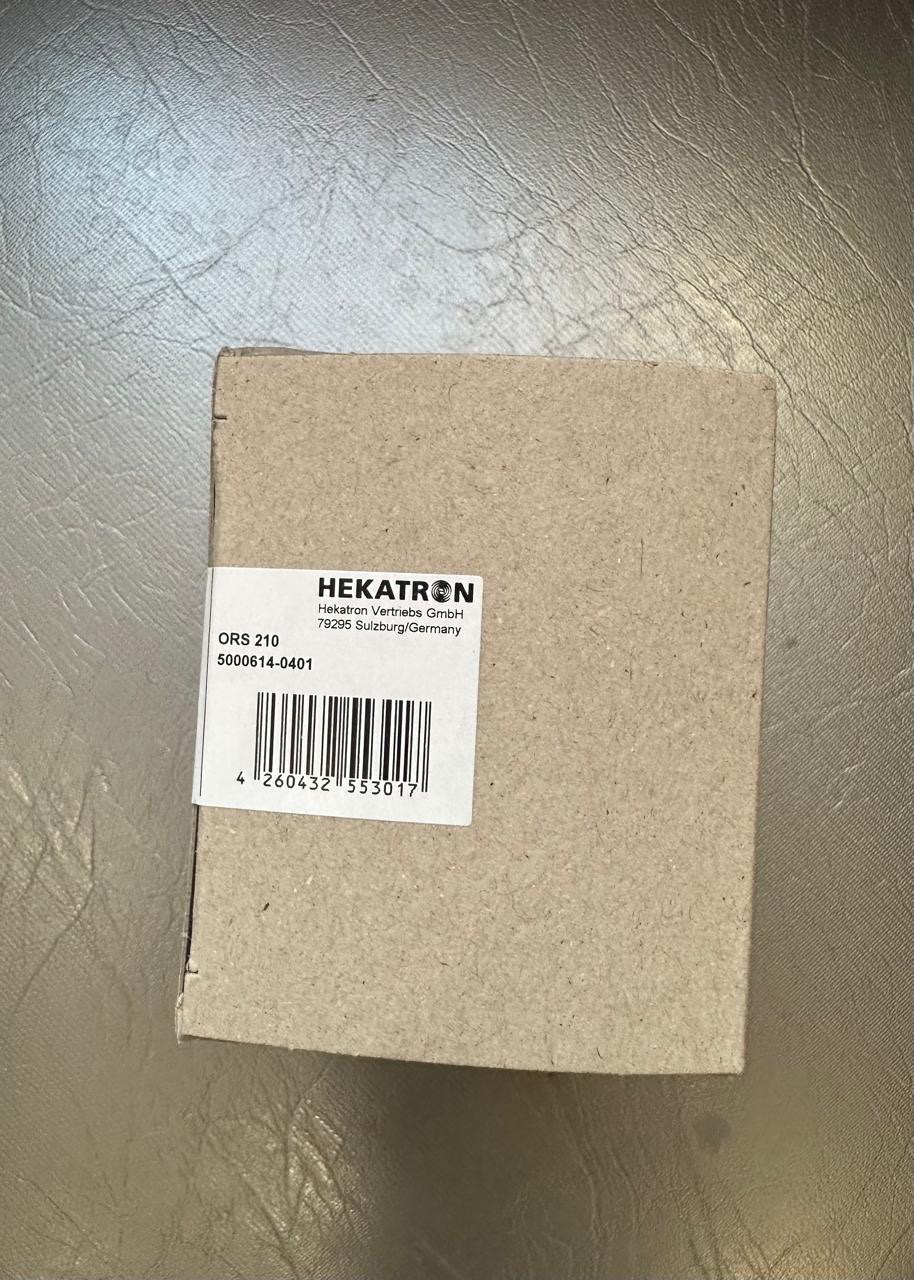 HEKATRON
Hekatron Vertriebs GmbH
79295 Sulzburg/Germany
ORS 210
5000614-0401
4 260432 553017